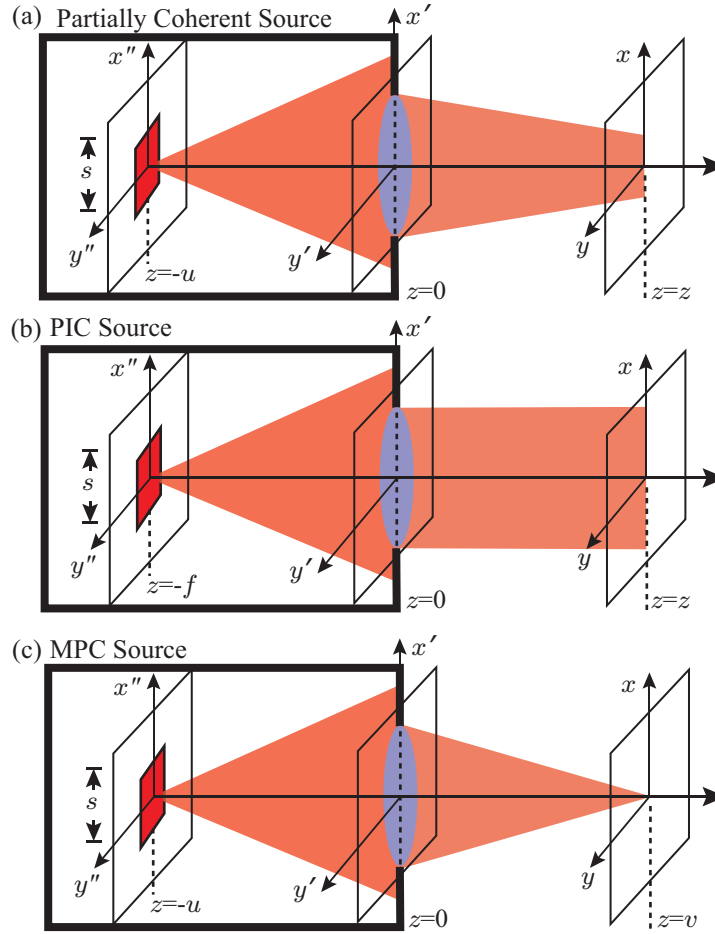 (a) Partially Coherent Source
x′
x″
x
s
y″
y′
y
z=-u
z=0
z=z
(b) PIC Source
x′
x″
x
s
y″
y′
y
z=-f
z=0
z=z
(c) MPC Source
x′
x″
x
s
y″
y′
y
z=-u
z=0
z=v